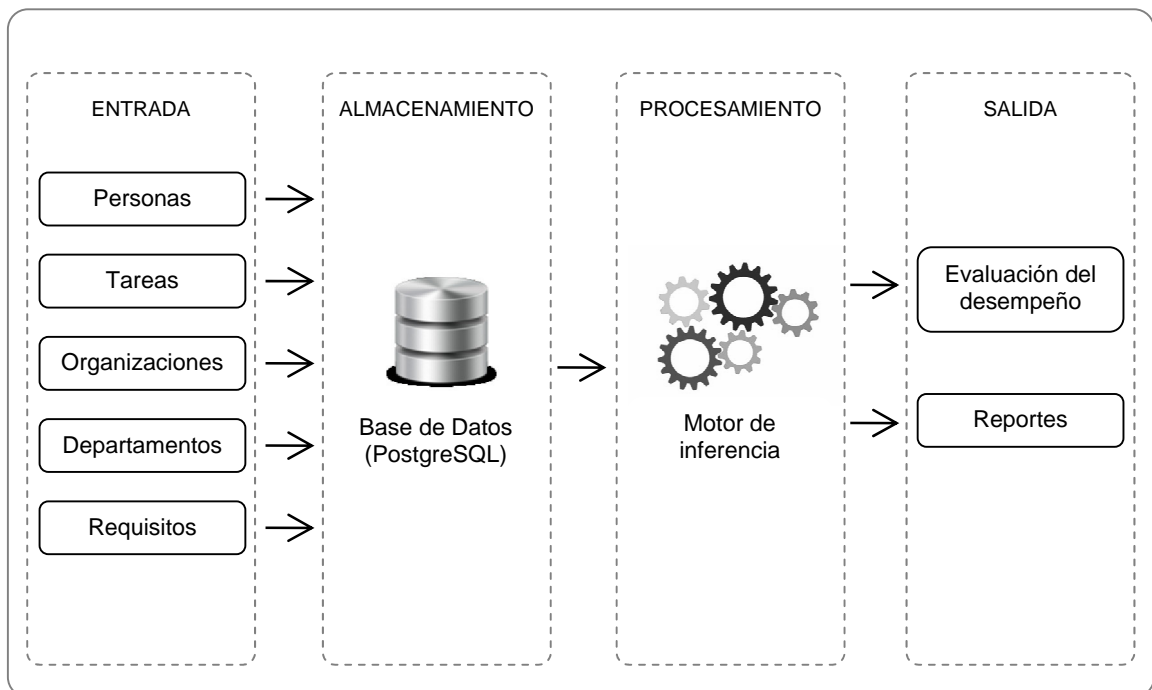 ENTRADA
Personas
Tareas
Organizaciones
Departamentos
Requisitos
ALMACENAMIENTO
Base de Datos
(PostgreSQL)
PROCESAMIENTO
Motor de
inferencia
SALIDA
Evaluación del
desempeño
Reportes